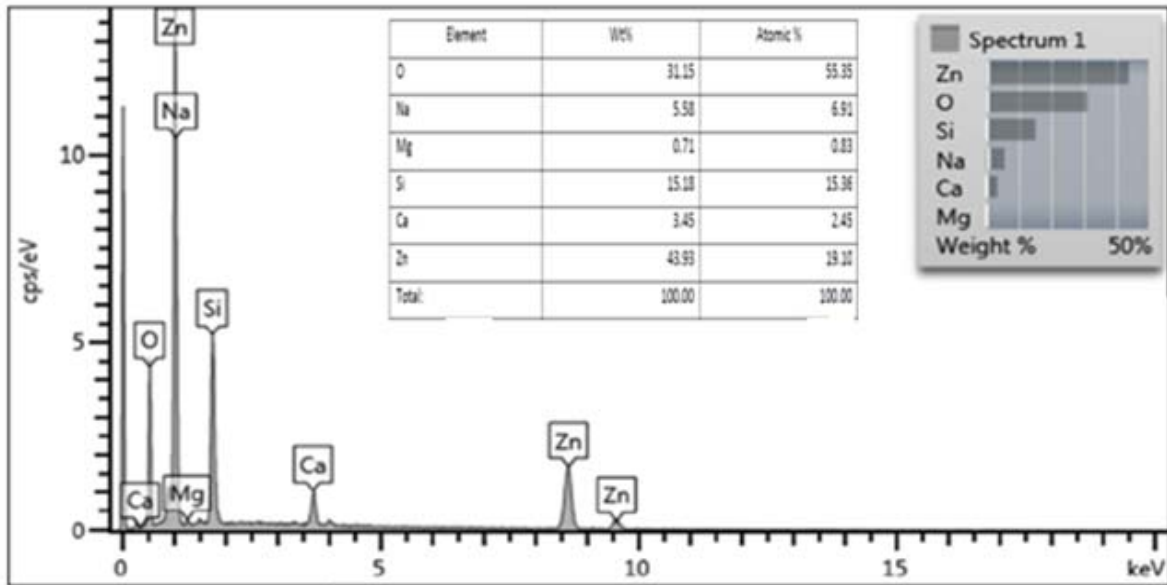 Zn
Na
O
Si
Ca
Mg
Ca
Zn
Zn
cps/eV
10
5
0
0 5 10 15 keV
Element Wt% Atomic %
O 31.15 55.35
Na 5.58 6.91
Mg 0.71 0.83
Si 15.18 15.36
Ca 3.45 2.45
Zn 43.93 19.10
Total: 100.00 100.00
Spectrum 1
Zn
O
Si
Na
Ca
Mg
Weight % 50%